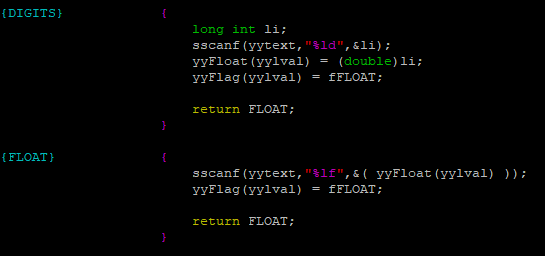 {DIGITS} {
long int li;
sscanf(yytext,"%ld",&li);
yyFloat(yylval) = (double)li;
yyFlag(yylval) = fFLOAT;
return FLOAT;
}
{FLOAT} {
sscanf(yytext,"%lf",&( yyFloat(yylval) ));
yyFlag(yylval) = fFLOAT;
return FLOAT;
}